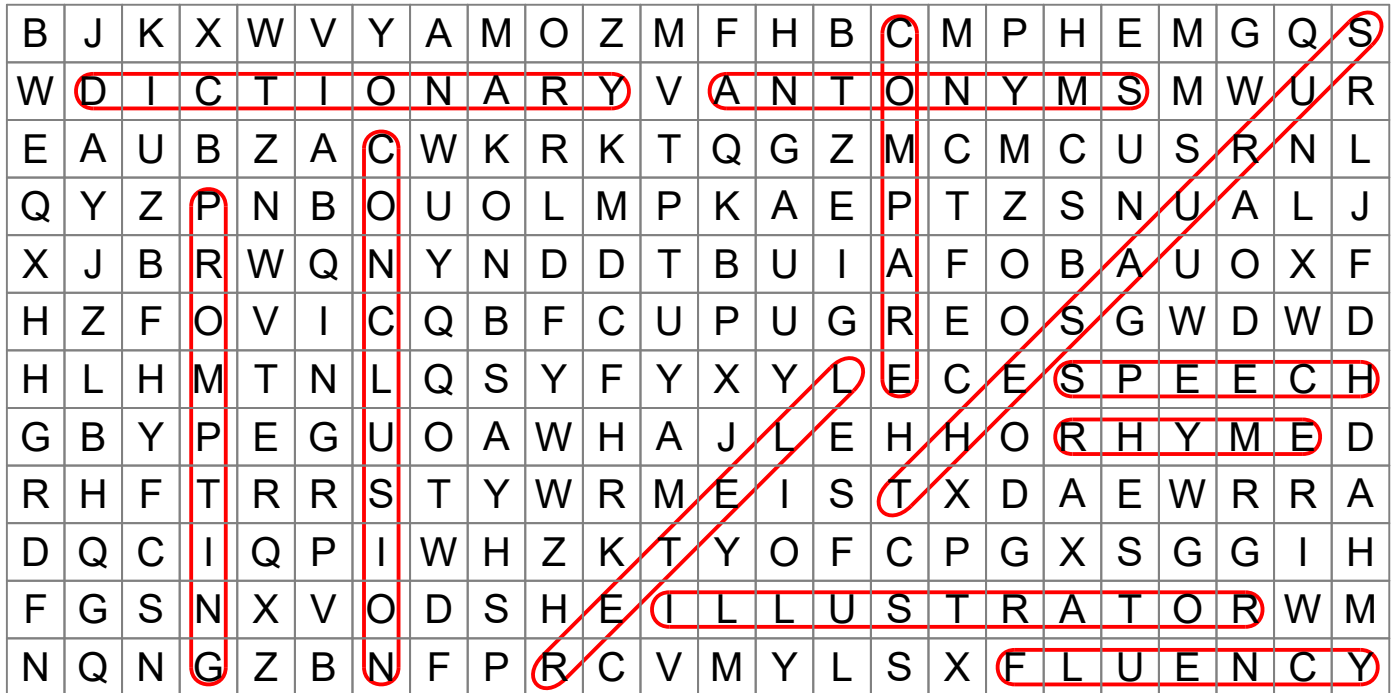 B J K X W V Y A M O Z M F H B C M P H E M G Q S
W D I C T I O N A R Y V A N T O N Y M S M W U R
E A U B Z A C W K R K T Q G Z M C M C U S R N L
Q Y Z P N B O U O L M P K A E P T Z S N U A L J
X J B R W Q N Y N D D T B U I A F O B A U O X F
H Z F O V I C Q B F C U P U G R E O S G W D W D
H L H M T N L Q S Y F Y X Y L E C E S P E E C H
G B Y P E G U O A W H A J L E H H O R H Y M E D
R H F T R R S T Y W R M E I S T X D A E W R R A
D Q C I Q P I W H Z K T Y O F C P G X S G G I H
F G S N X V O D S H E I L L U S T R A T O R W M
N Q N G Z B N F P R C V M Y L S X F L U E N C Y